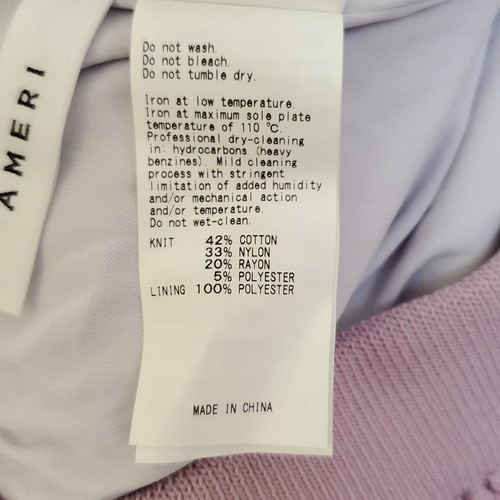 AMERI
Do not wash.
Do not bleach.
Do not tumble dry.
Iron at low temperature.
Iron at maximum sole plate
temperature of 110 ℃.
Professional dry-cleaning
in: hydrocarbons (heavy
benzines). Mild cleaning
process with stringent
limitation of added humidity
and/or mechanical action
and/or temperature.
Do not wet-clean.
KNIT 42% COTTON
33% NYLON
20% RAYON
5% POLYESTER
LINING 100% POLYESTER
MADE IN CHINA